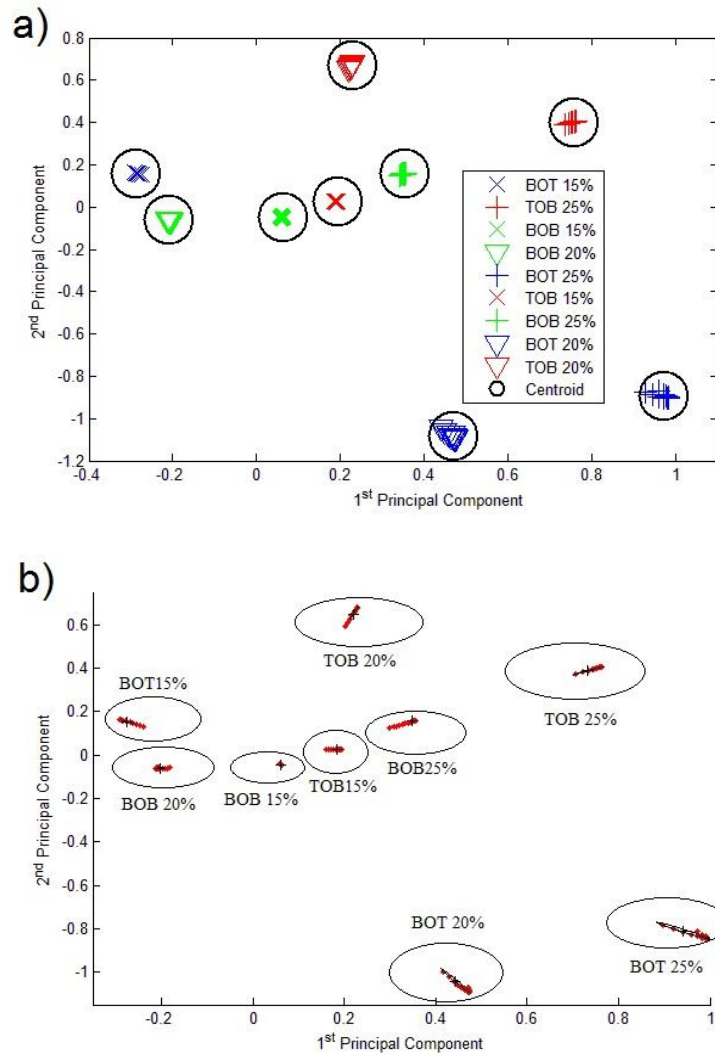 a)
0.8
0.6
0.4
0.2
0
-0.2
-0.4
-0.6
-0.8
-1
-1.2
2nd Principal Component
BOT 15%
TOB 25%
BOB 15%
BOB 20%
BOT 25%
TOB 15%
BOB 25%
BOT 20%
TOB 20%
Centroid
-0.4 -0.2 0 0.2 0.4 0.6 0.8 1
1st Principal Component
b)
0.6
0.4
0.2
0
-0.2
-0.4
-0.6
-0.8
-1
2nd Principal Component
TOB 20%
BOT15%
TOB 25%
BOB25%
BOB 20%
BOB 15%
TOB15%
BOT 20%
BOT 25%
-0.2 0 0.2 0.4 0.6 0.8 1
1st Principal Component